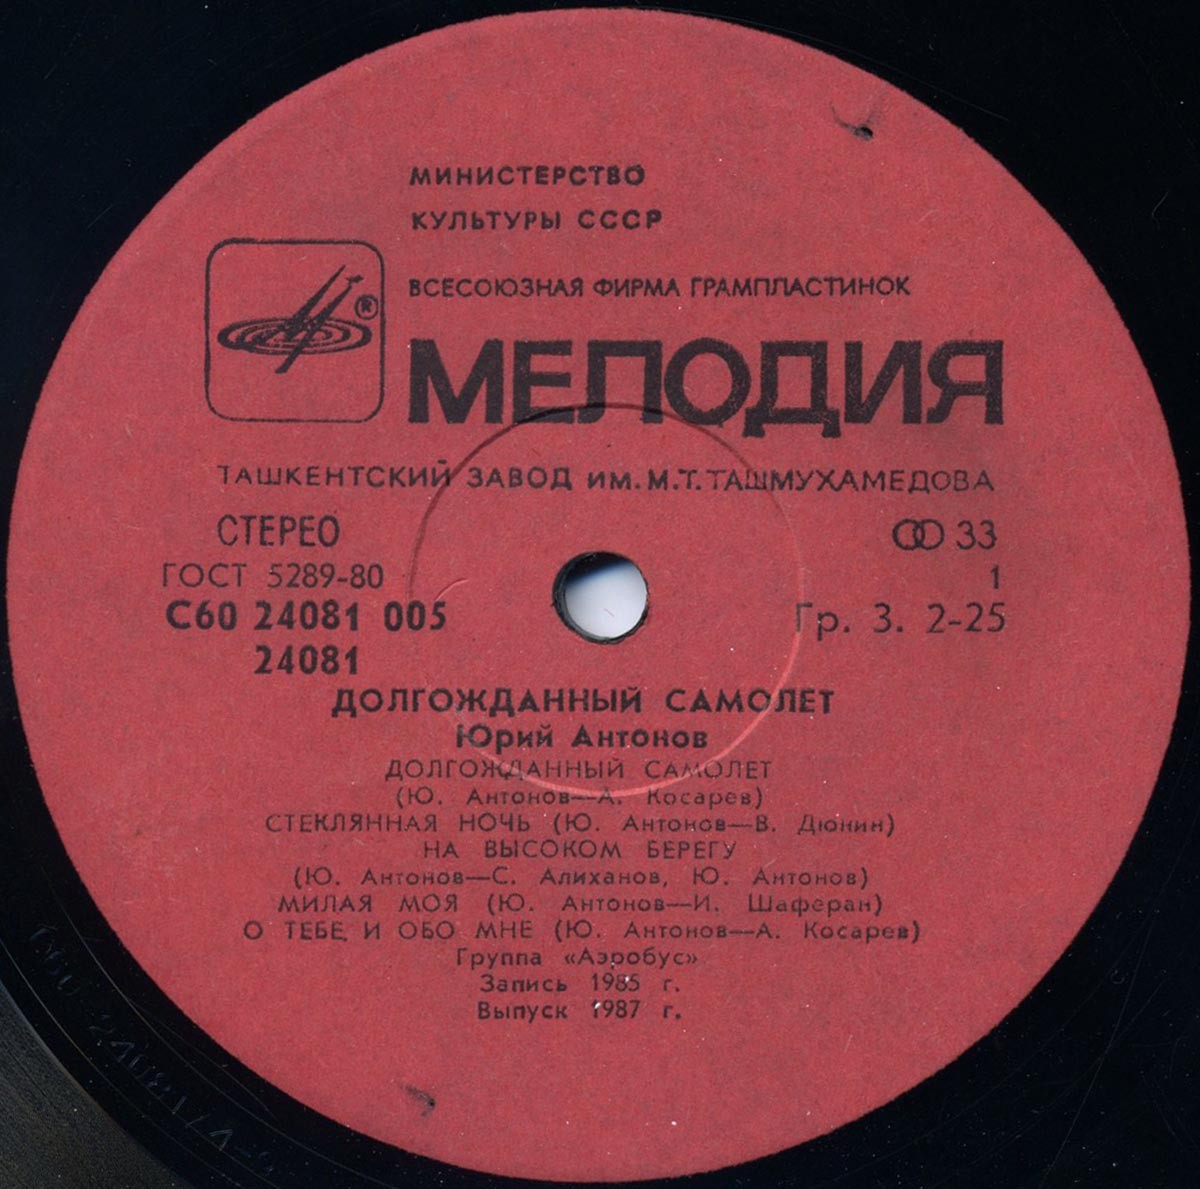 МИНИСТЕРСТВО
КУЛЬТУРЫ СССР
ВСЕСОЮЗНАЯ ФИРМА ГРАМПЛАСТИНОК
®
МЕЛОДИЯ
ТАШКЕНТСКИЙ ЗАВОД ИМ. М.Т. ТАШМУХАМЕДОВА
СТЕРЕО 33
ГОСТ 5289-80 1
С60 24081 005 Гр. 3. 2-25
24081
ДОЛГОЖДАННЫЙ САМОЛЕТ
Юрий Антонов
ДОЛГОЖДАННЫЙ САМОЛЕТ
(Ю. Антонов—А. Косарев)
СТЕКЛЯННАЯ НОЧЬ (Ю. Антонов—В. Дюнин)
НА ВЫСОКОМ БЕРЕГУ
(Ю. Антонов—С. Алиханов, Ю. Антонов)
МИЛАЯ МОЯ (Ю. Антонов—И. Шаферан)
О ТЕБЕ И ОБО МНЕ (Ю. Антонов—А. Косарев)
Группа «Аэробус»
Запись 1985 г.
Выпуск 1987 г.